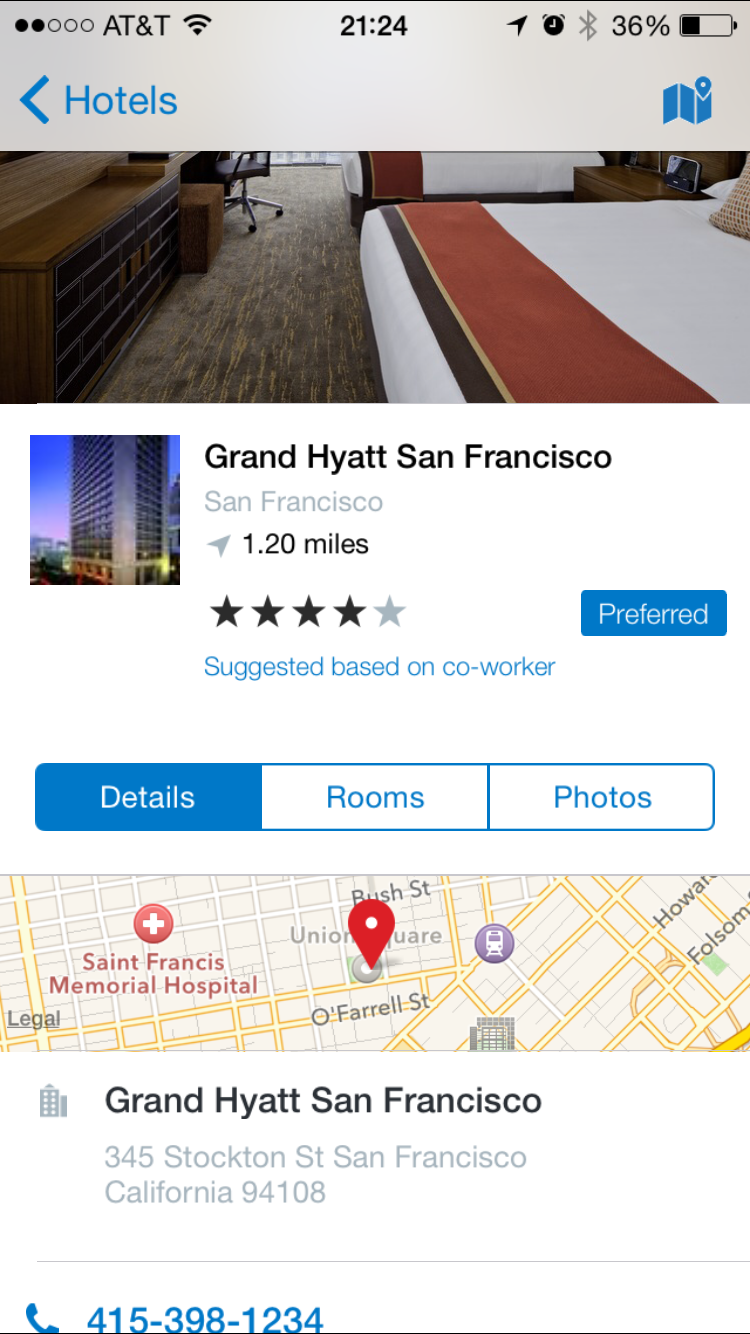 AT&T 21:24 36%
Hotels
Grand Hyatt San Francisco
San Francisco
1.20 miles
Preferred
Suggested based on co-worker
Details Rooms Photos
Bush St
Howar
Folsom
Union uare
Saint Francis
Memorial Hospital
O'Farrell St
Legal
Grand Hyatt San Francisco
345 Stockton St San Francisco
California 94108
415-398-1234